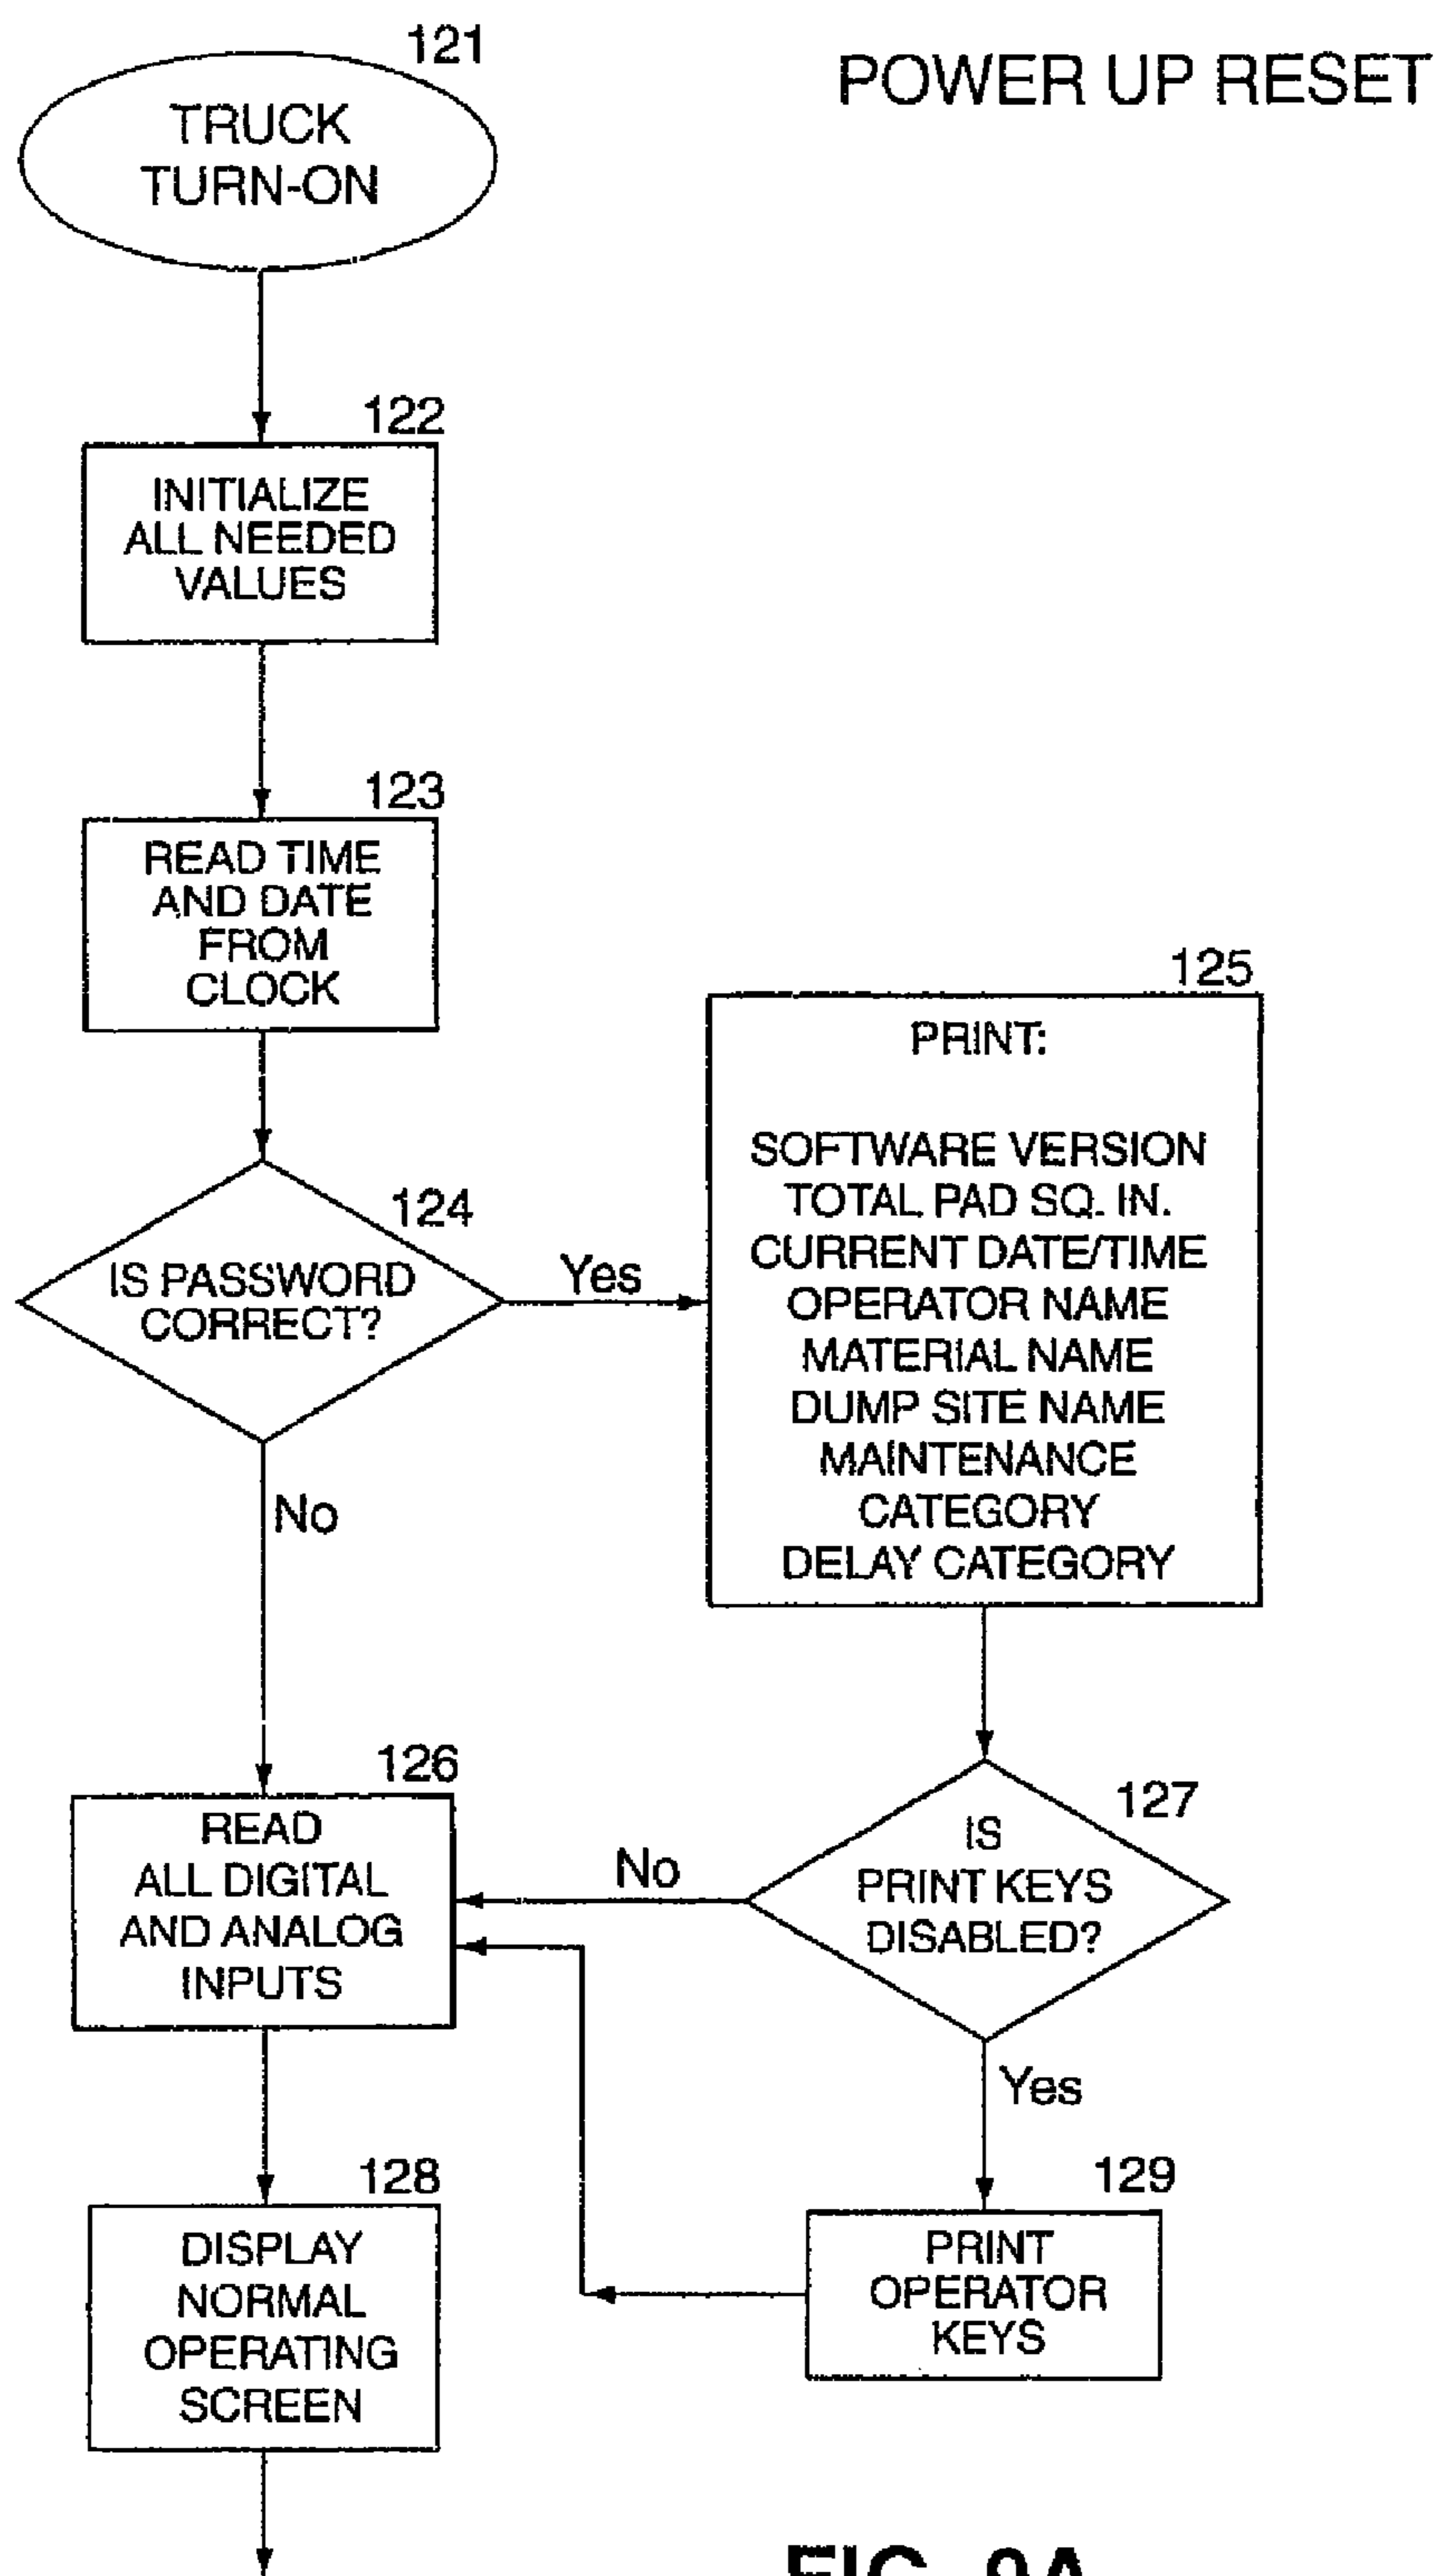 121
POWER UP RESET
TRUCK
TURN-ON
122
INITIALIZE
ALL NEEDED
VALUES
123
READ TIME
AND DATE
FROM
CLOCK
124
IS PASSWORD
CORRECT?
Yes
No
125
PRINT:
SOFTWARE VERSION
TOTAL PAD SQ. IN.
CURRENT DATE/TIME
OPERATOR NAME
MATERIAL NAME
DUMP SITE NAME
MAINTENANCE
CATEGORY
DELAY CATEGORY
126
READ
ALL DIGITAL
AND ANALOG
INPUTS
No
127
IS
PRINT KEYS
DISABLED?
Yes
128
DISPLAY
NORMAL
OPERATING
SCREEN
129
PRINT
OPERATOR
KEYS
FIG. 9A